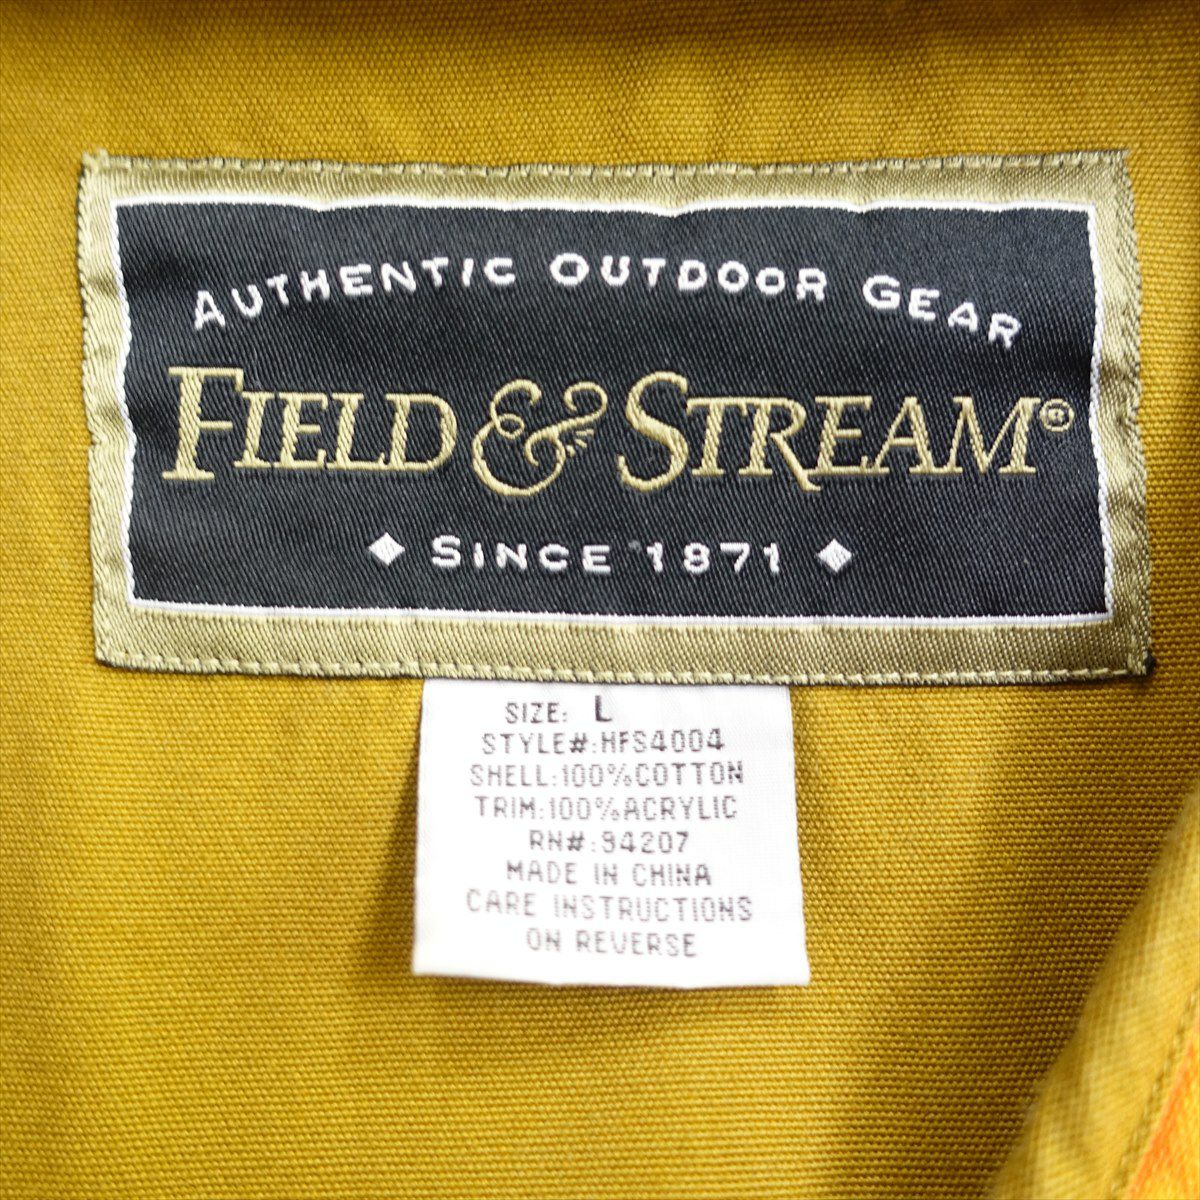 AUTHENTIC OUTDOOR GEAR
FIELD & STREAM®
◆ SINCE 1871 ◆
SIZE: L
STYLE#:HFS4004
SHELL:100%COTTON
TRIM:100%ACRYLIC
RN#:94207
MADE IN CHINA
CARE INSTRUCTIONS
ON REVERSE